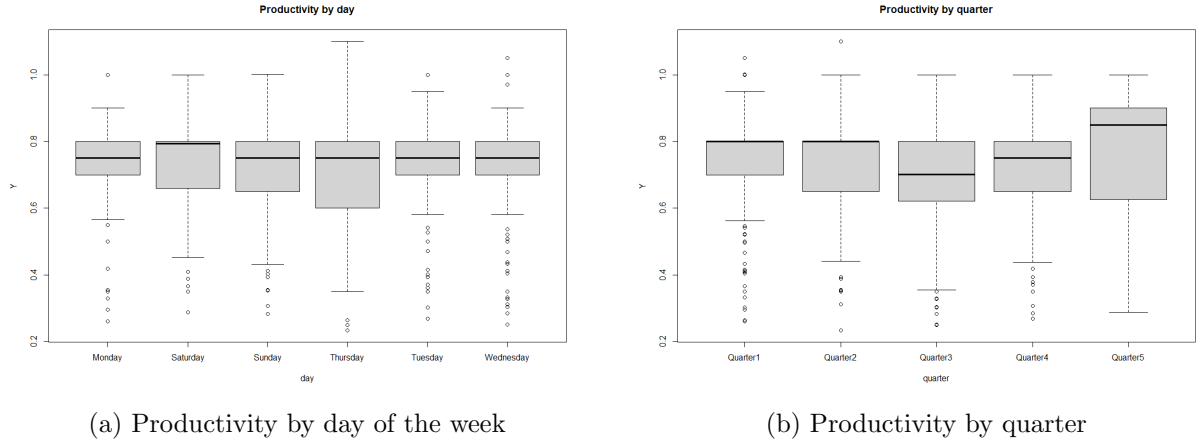 Productivity by day
Y
1.0
0.8
0.6
0.4
0.2
Monday Saturday Sunday Thursday Tuesday Wednesday
day
(a) Productivity by day of the week
Productivity by quarter
Y
1.0
0.8
0.6
0.4
0.2
Quarter1 Quarter2 Quarter3 Quarter4 Quarter5
quarter
(b) Productivity by quarter